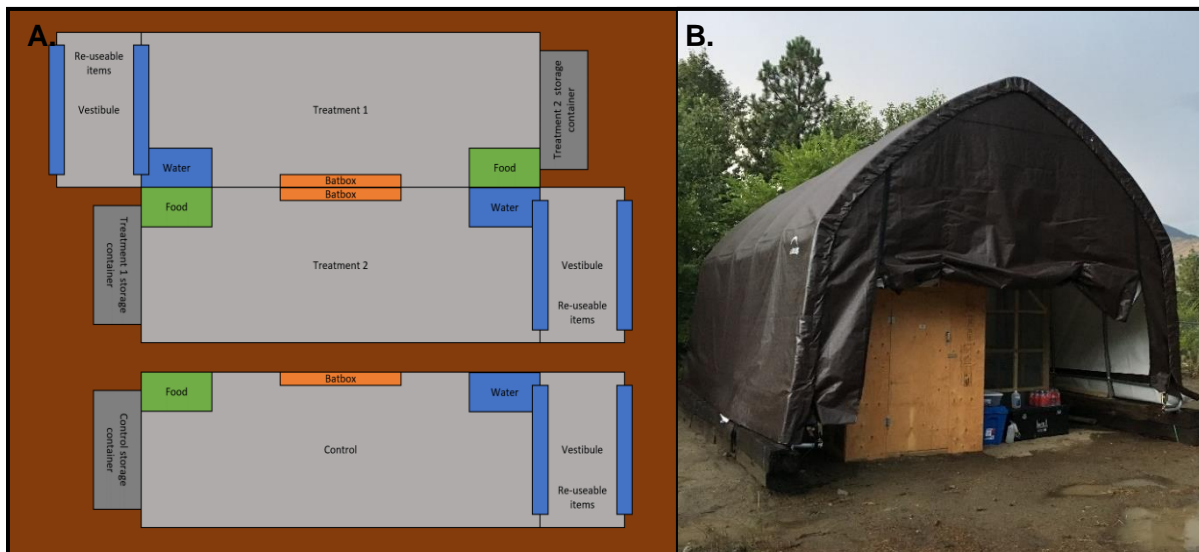 A.
Re-useable
items
Vestibule
Treatment 1
Treatment 2 storage
container
Water
Food
Batbox
Batbox
Food
Water
Treatment 1 storage
container
Treatment 2
Vestibule
Re-useable
items
Food
Batbox
Water
Control storage
container
Control
Vestibule
Re-useable
items
B.